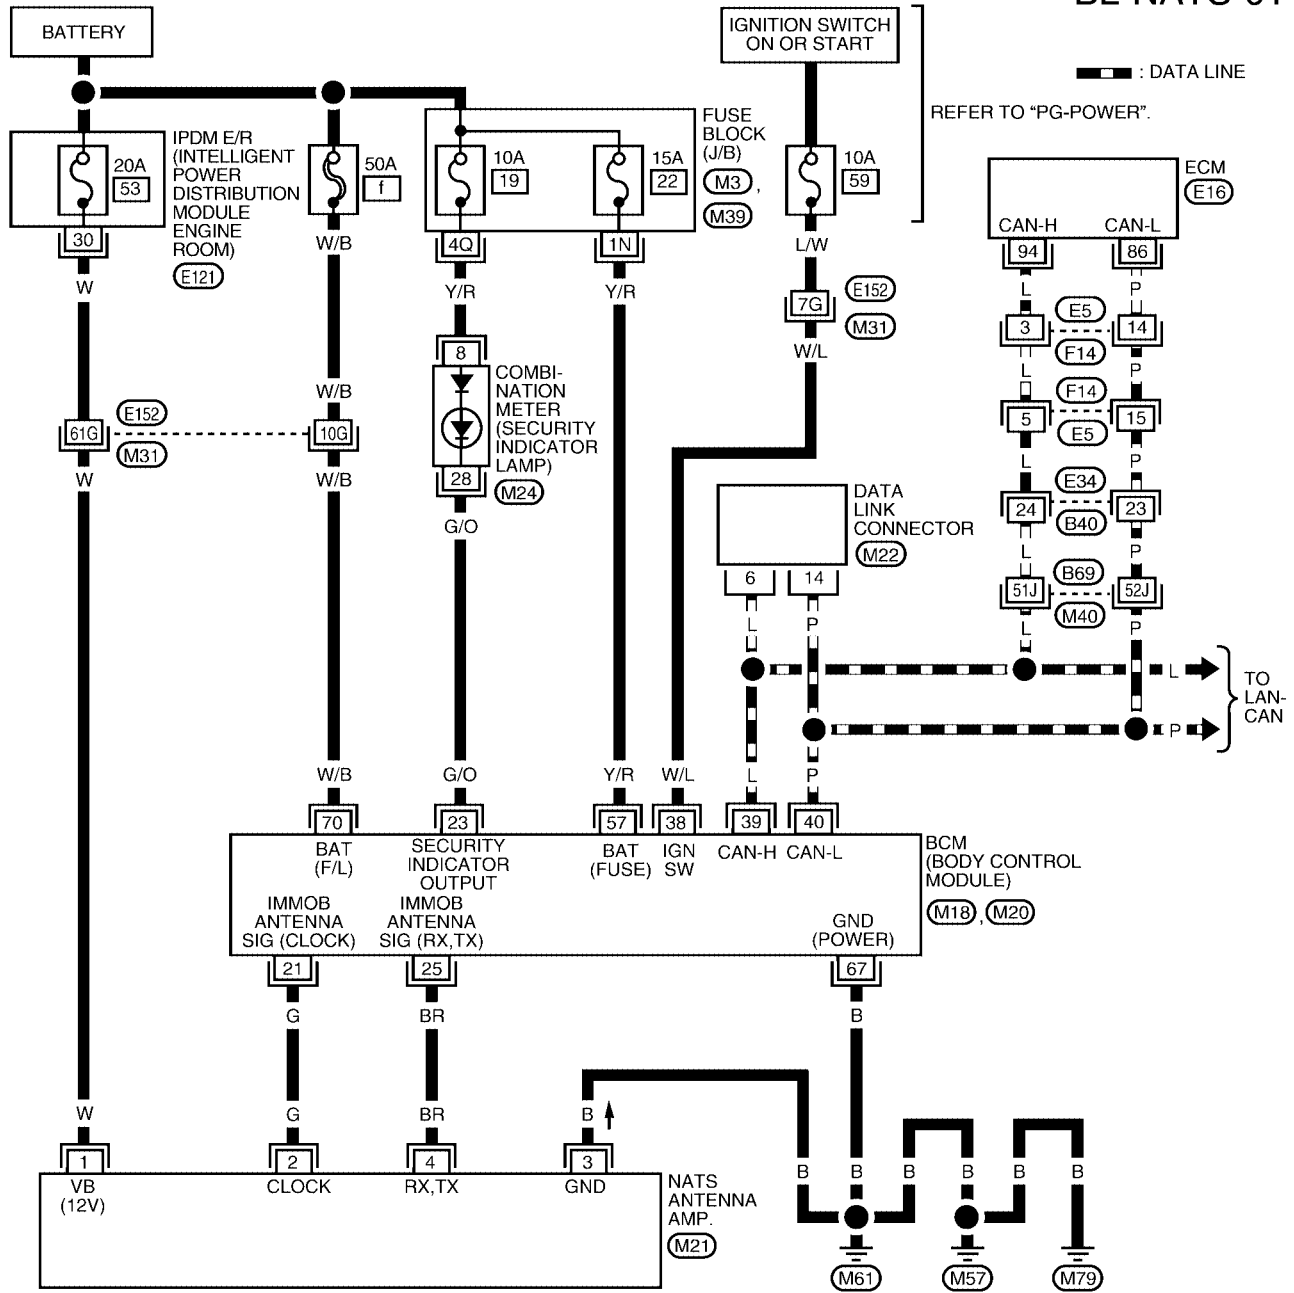 BATTERY
IGNITION SWITCH
ON OR START
: DATA LINE
REFER TO “PG-POWER”.
IPDM E/R
(INTELLIGENT
POWER
DISTRIBUTION
MODULE
ENGINE
ROOM)
E121
20A
53
50A
f
10A
19
15A
22
FUSE
BLOCK
(J/B)
M3 ,
M39
10A
59
ECM
E16
CAN-H
CAN-L
30
4Q
1N
94
86
W
W/B
Y/R
Y/R
L/W
L
P
7G
E152
M31
3
E5
14
F14
W/L
L
P
8
COMBI-
NATION
METER
(SECURITY
INDICATOR
LAMP)
M24
28
G/O
W/B
61G
E152
M31
10G
W
W/B
5
F14
E5
15
L
P
24
E34
B40
23
L
P
51J
B69
M40
52J
L
P
DATA
LINK
CONNECTOR
M22
6
14
L
P
L
P
TO
LAN-
CAN
W/B
G/O
Y/R
W/L
L
P
70
23
57
38
39
40
BAT
(F/L)
SECURITY
INDICATOR
OUTPUT
BAT
(FUSE)
IGN
SW
CAN-H
CAN-L
BCM
(BODY CONTROL
MODULE)
M18 , M20
IMMOB
ANTENNA
SIG (CLOCK)
IMMOB
ANTENNA
SIG (RX,TX)
GND
(POWER)
21
25
67
G
BR
B
W
G
BR
B
B
B
B
B
B
B
1
2
4
3
VB
(12V)
CLOCK
RX,TX
GND
NATS
ANTENNA
AMP.
M21
M61
M57
M79